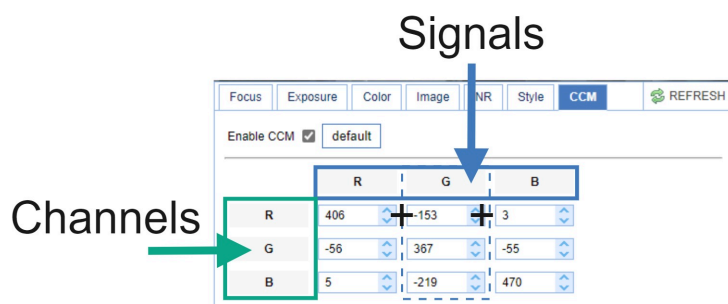 Signals
Focus Exposure Color Image NR Style CCM REFRESH
Enable CCM default
R G B
Channels
R 406 + -153 + 3
G -56 367 -55
B 5 -219 470